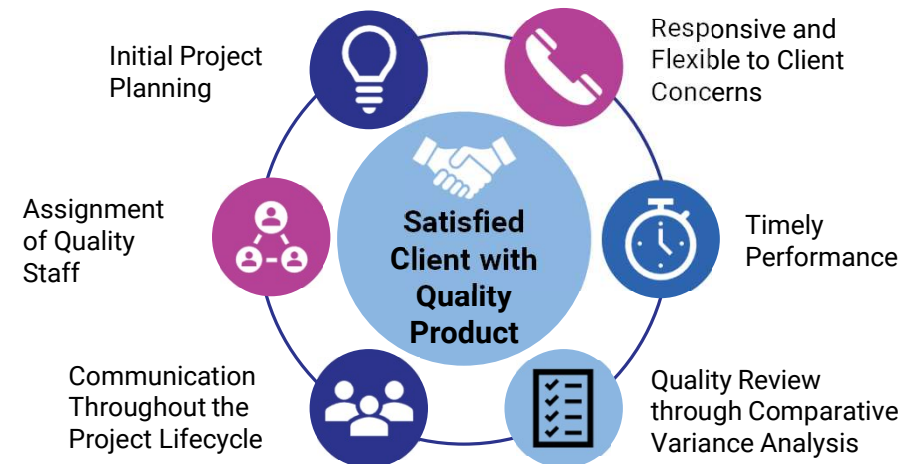 Initial Project
Planning
Responsive and
Flexible to Client
Concerns
Assignment
of Quality
Staff
Satisfied
Client with
Quality
Product
Timely
Performance
Communication
Throughout the
Project Lifecycle
Quality Review
through Comparative
Variance Analysis